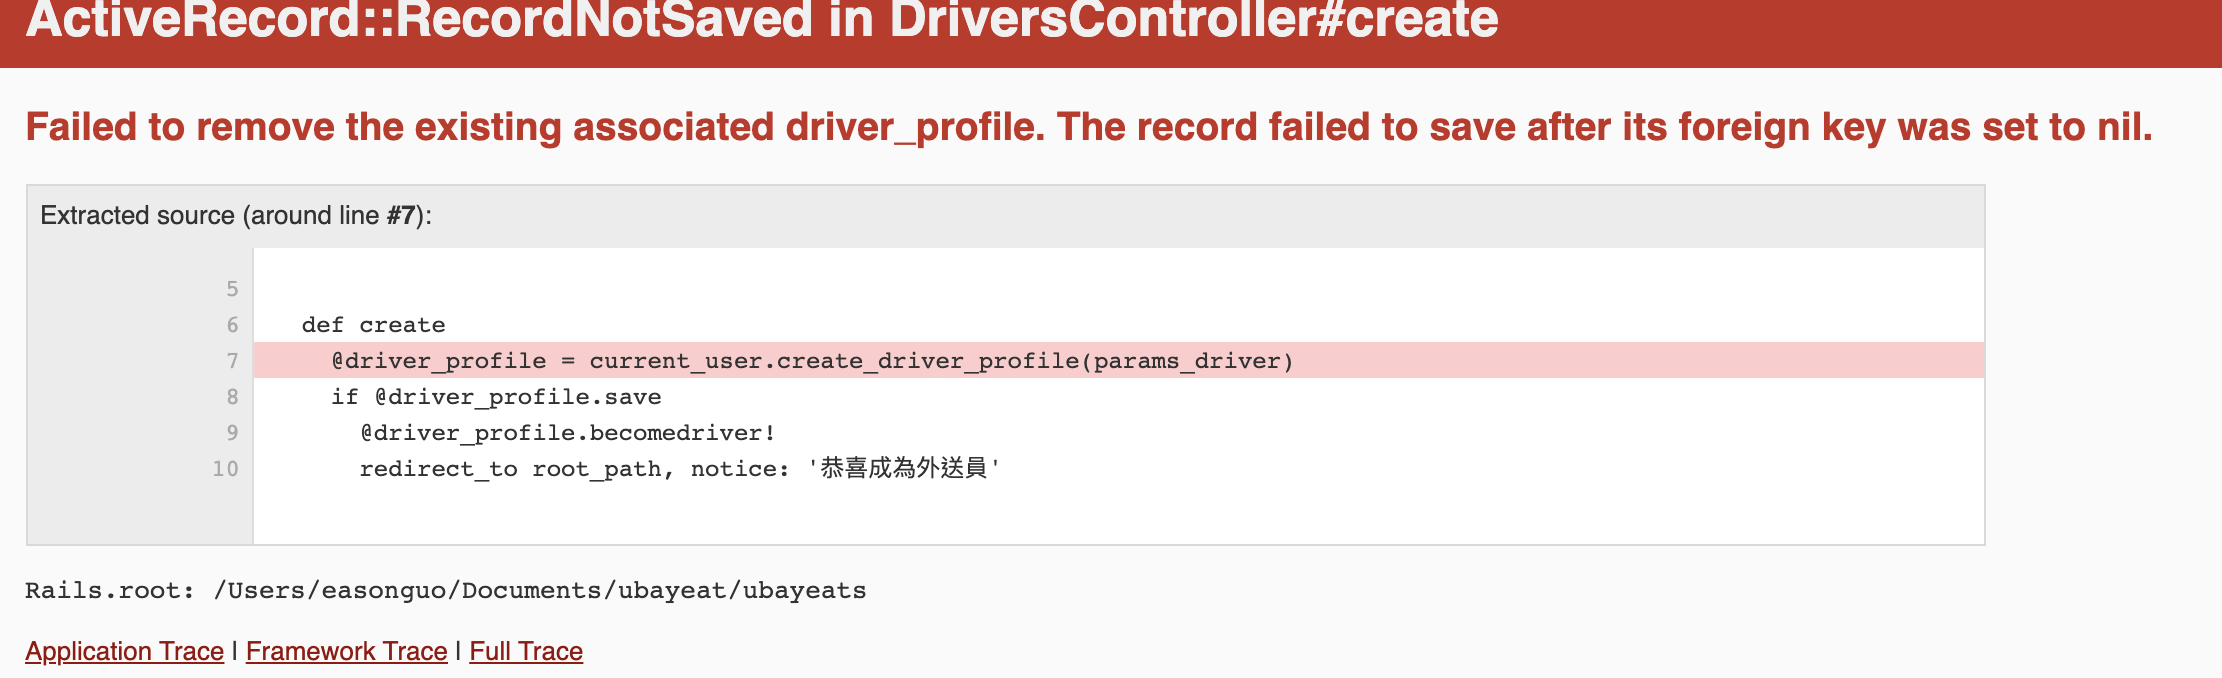 ActiveRecord::RecordNotSaved in DriversController#create
Failed to remove the existing associated driver_profile. The record failed to save after its foreign key was set to nil.
Extracted source (around line #7):
5
6 def create
7 @driver_profile = current_user.create_driver_profile(params_driver)
8 if @driver_profile.save
9 @driver_profile.becomedriver!
10 redirect_to root_path, notice: '恭喜成為外送員'
Rails.root: /Users/easonguo/Documents/ubayeat/ubayeats
Application Trace | Framework Trace | Full Trace